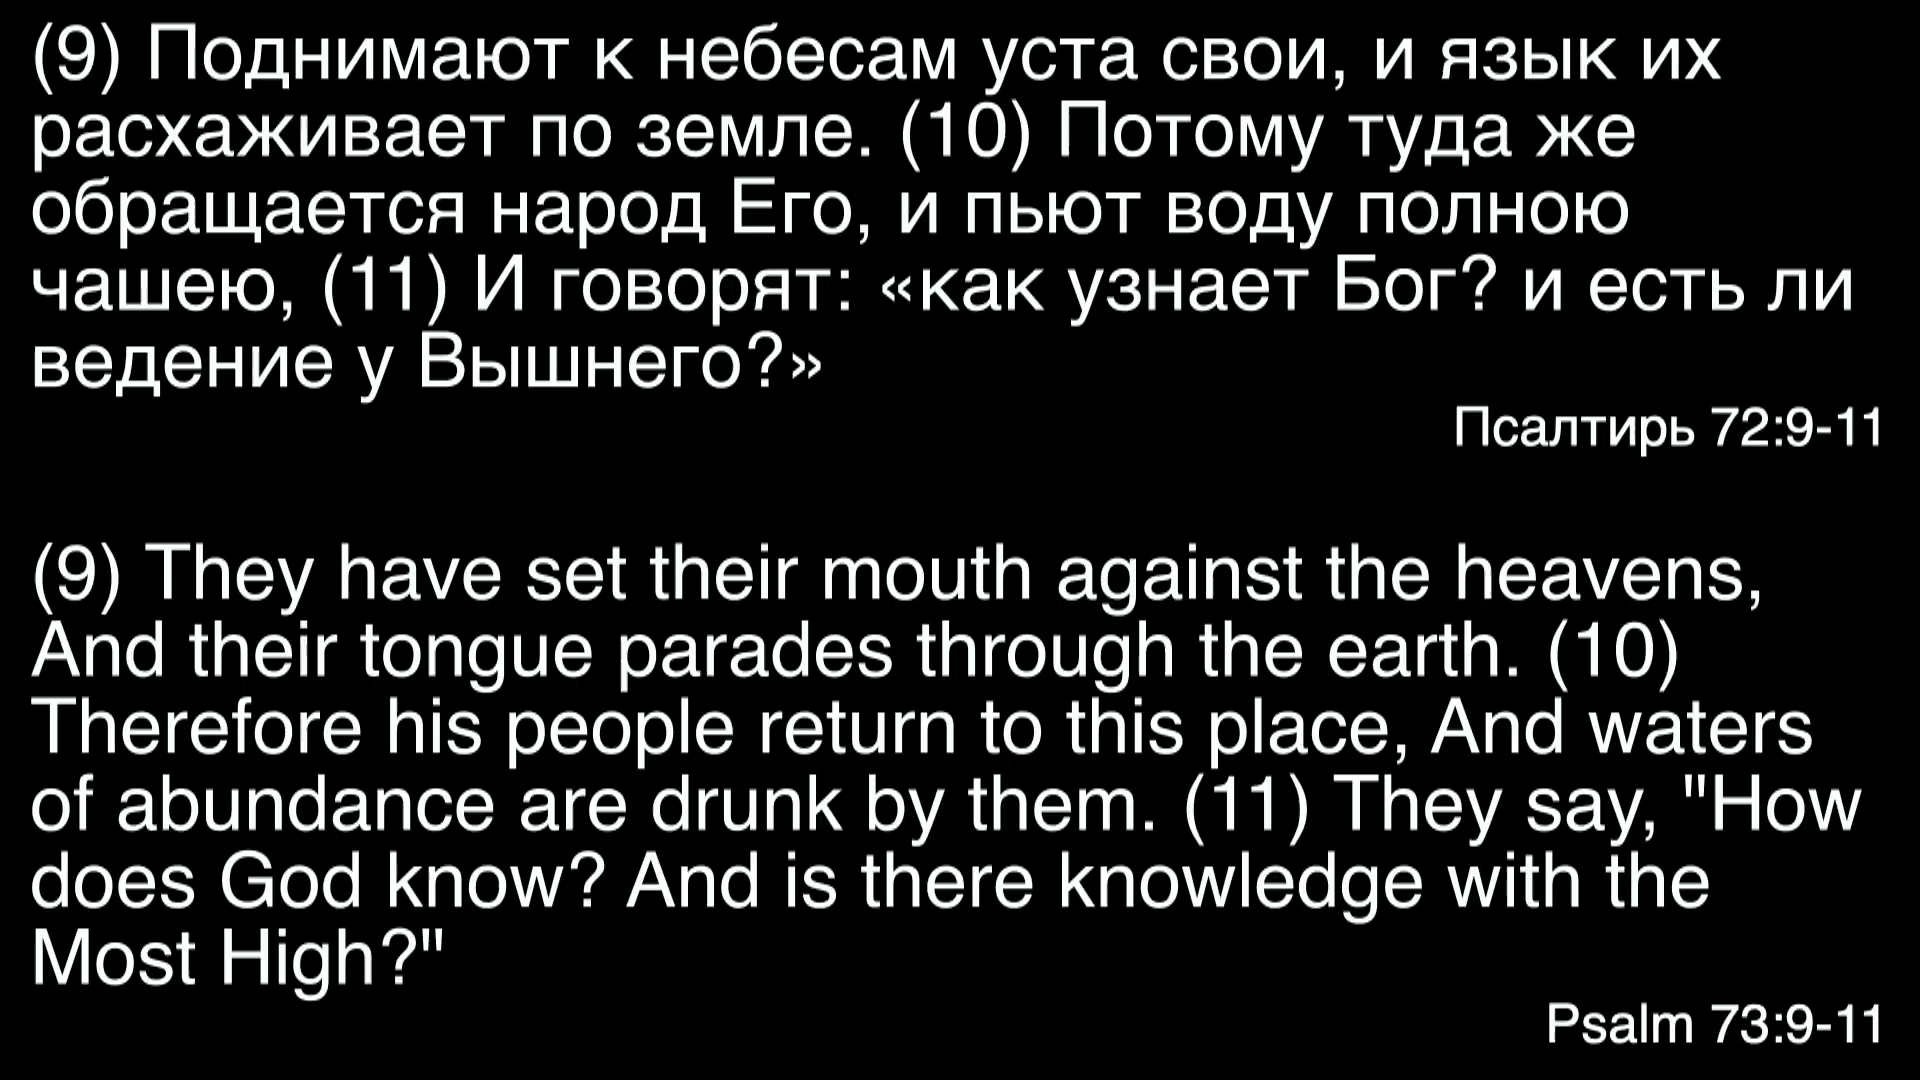 (9) Поднимают к небесам уста свои, и язык их
расхаживает по земле. (10) Потому туда же
обращается народ Его, и пьют воду полною
чашею, (11) И говорят: «как узнает Бог? и есть ли
ведение у Вышнего?»
Псалтирь 72:9-11
(9) They have set their mouth against the heavens,
And their tongue parades through the earth. (10)
Therefore his people return to this place, And waters
of abundance are drunk by them. (11) They say, "How
does God know? And is there knowledge with the
Most High?"
Psalm 73:9-11